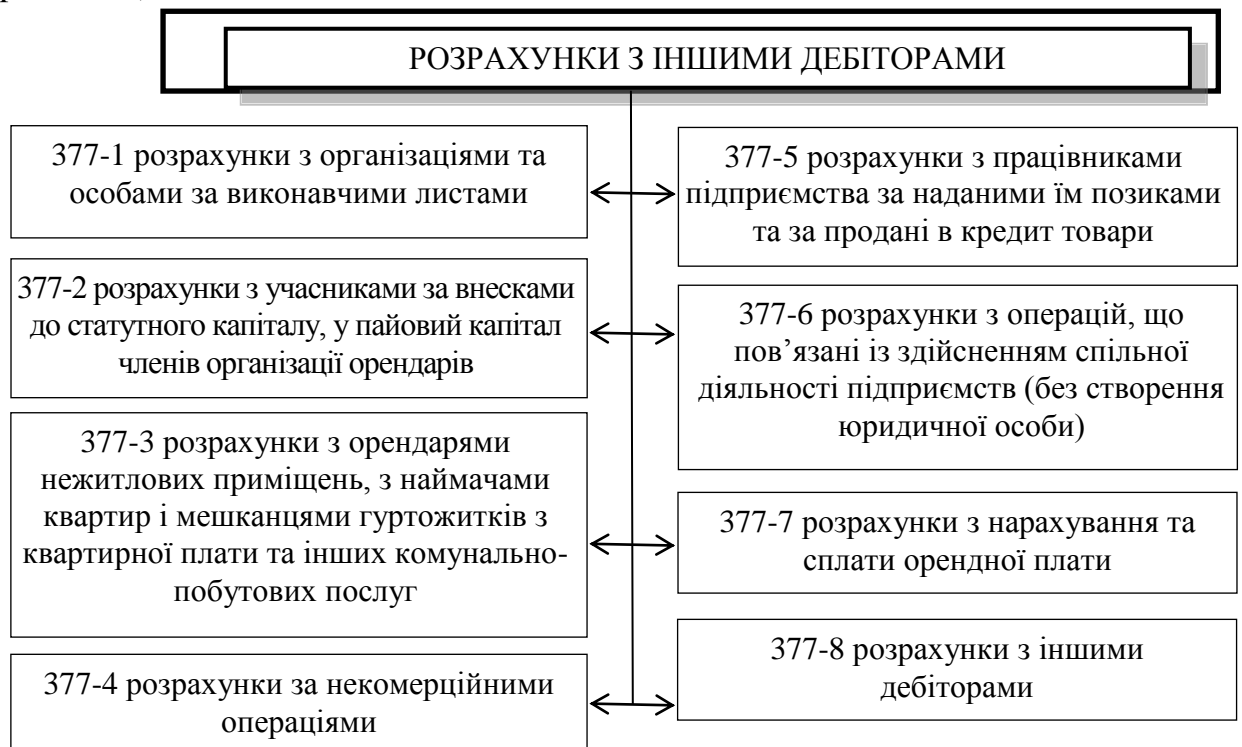 РОЗРАХУНКИ З ІНШИМИ ДЕБІТОРАМИ
377-1 розрахунки з організаціями та
особами за виконавчими листами
377-2 розрахунки з учасниками за внесками
до статутного капіталу, у пайовий капітал
членів організації орендарів
377-3 розрахунки з орендарями
нежитлових приміщень, з наймачами
квартир і мешканцями гуртожитків з
квартирної плати та інших комунально-
побутових послуг
377-4 розрахунки за некомерційними
операціями
377-5 розрахунки з працівниками
підприємства за наданими їм позиками
та за продані в кредит товари
377-6 розрахунки з операцій, що
пов’язані із здійсненням спільної
діяльності підприємств (без створення
юридичної особи)
377-7 розрахунки з нарахування та
сплати орендної плати
377-8 розрахунки з іншими
дебіторами